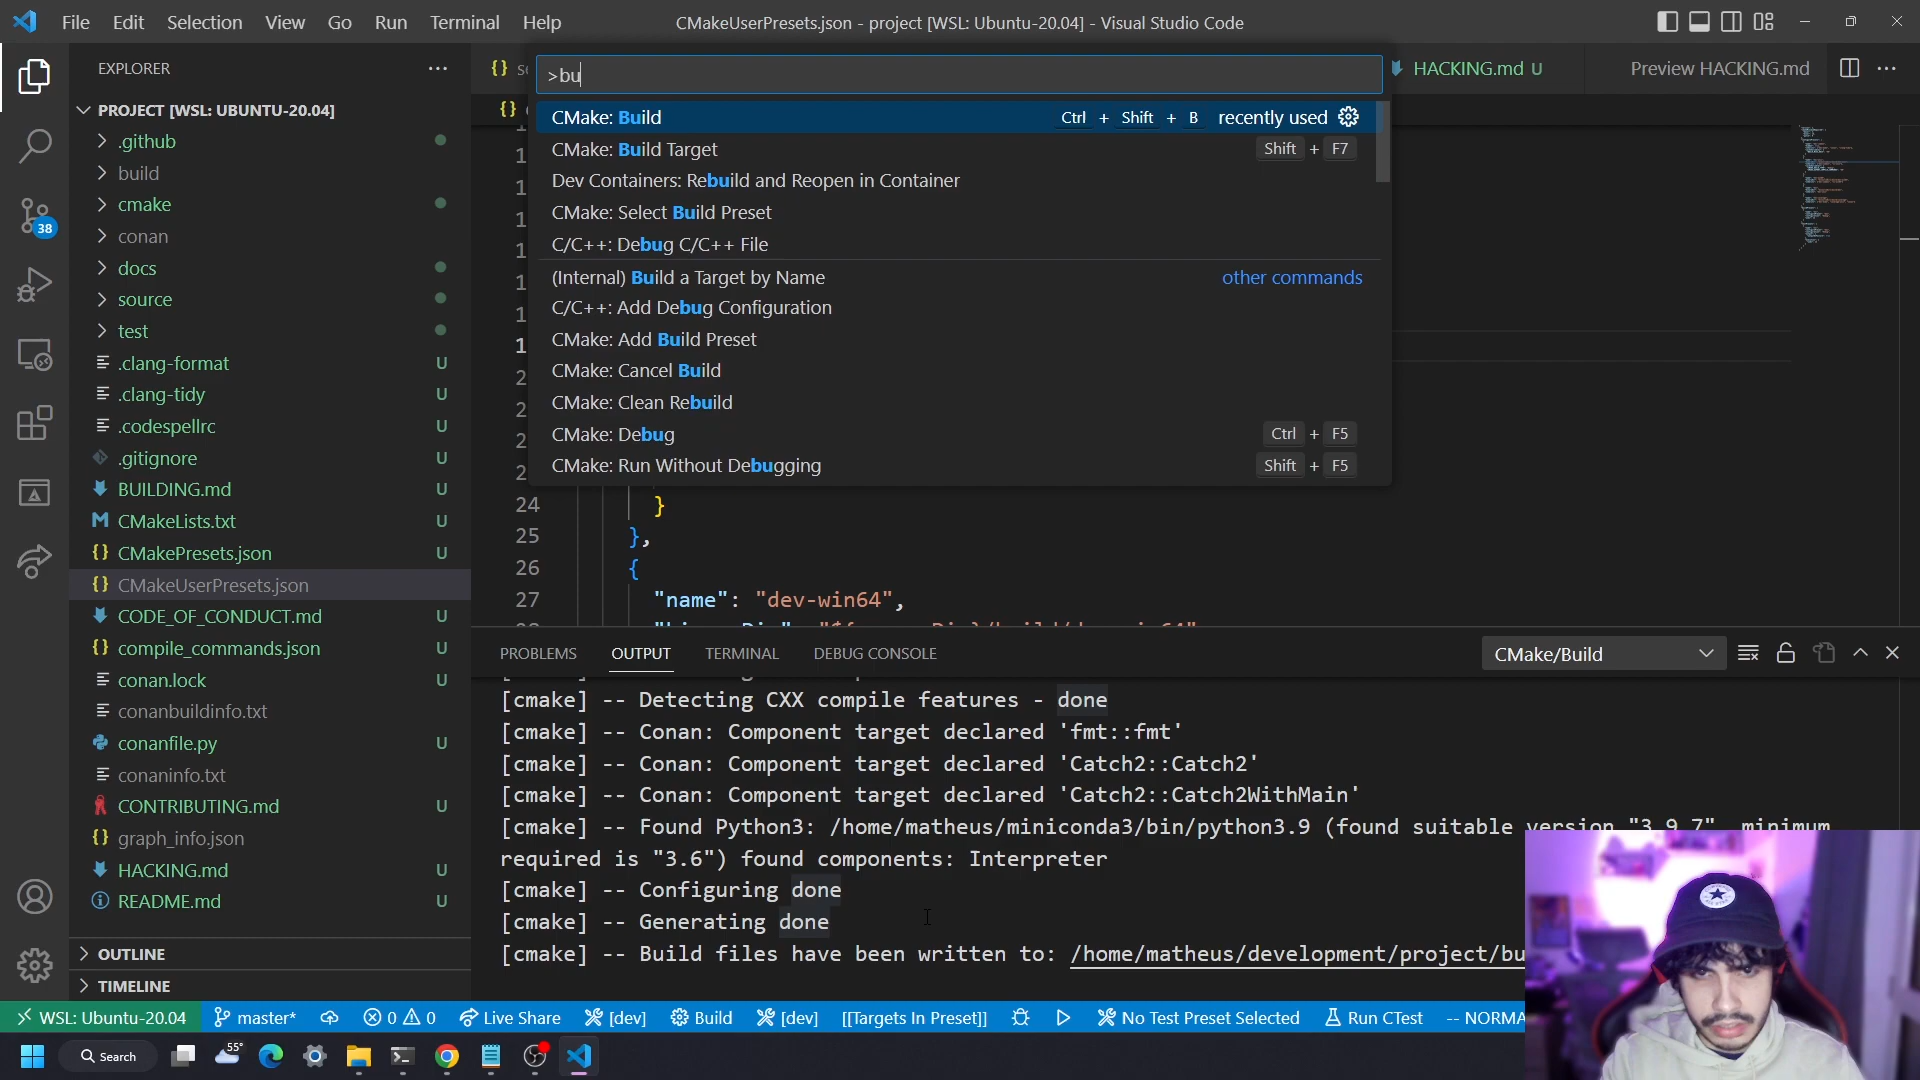 File Edit Selection View Go Run Terminal Help
CMakeUserPresets.json - project [WSL: Ubuntu-20.04] - Visual Studio Code
EXPLORER
PROJECT [WSL: UBUNTU-20.04]
.github
build
cmake
conan
docs
source
test
.clang-format U
.clang-tidy U
.codespellrc U
.gitignore U
BUILDING.md U
CMakeLists.txt U
CMakePresets.json U
CMakeUserPresets.json
CODE_OF_CONDUCT.md U
compile_commands.json U
conan.lock U
conanbuildinfo.txt
conanfile.py U
conaninfo.txt
CONTRIBUTING.md U
graph_info.json
HACKING.md U
README.md U
OUTLINE
TIMELINE
38
>bu
HACKING.md U
Preview HACKING.md
CMake: Build Ctrl + Shift + B recently used
CMake: Build Target Shift + F7
Dev Containers: Rebuild and Reopen in Container
CMake: Select Build Preset
C/C++: Debug C/C++ File
(Internal) Build a Target by Name other commands
C/C++: Add Debug Configuration
CMake: Add Build Preset
CMake: Cancel Build
CMake: Clean Rebuild
CMake: Debug Ctrl + F5
CMake: Run Without Debugging Shift + F5
24 }
25 },
26 {
27 "name": "dev-win64",
PROBLEMS OUTPUT TERMINAL DEBUG CONSOLE
CMake/Build
[cmake] -- Detecting CXX compile features - done
[cmake] -- Conan: Component target declared 'fmt::fmt'
[cmake] -- Conan: Component target declared 'Catch2::Catch2'
[cmake] -- Conan: Component target declared 'Catch2::Catch2WithMain'
[cmake] -- Found Python3: /home/matheus/miniconda3/bin/python3.9 (found suitable version "3.9.7", minimum
required is "3.6") found components: Interpreter
[cmake] -- Configuring done
[cmake] -- Generating done
[cmake] -- Build files have been written to: /home/matheus/development/project/bu
WSL: Ubuntu-20.04 master* 0 0 Live Share [dev] Build [dev] [[Targets In Preset]] No Test Preset Selected Run CTest -- NORMA
Search
55°